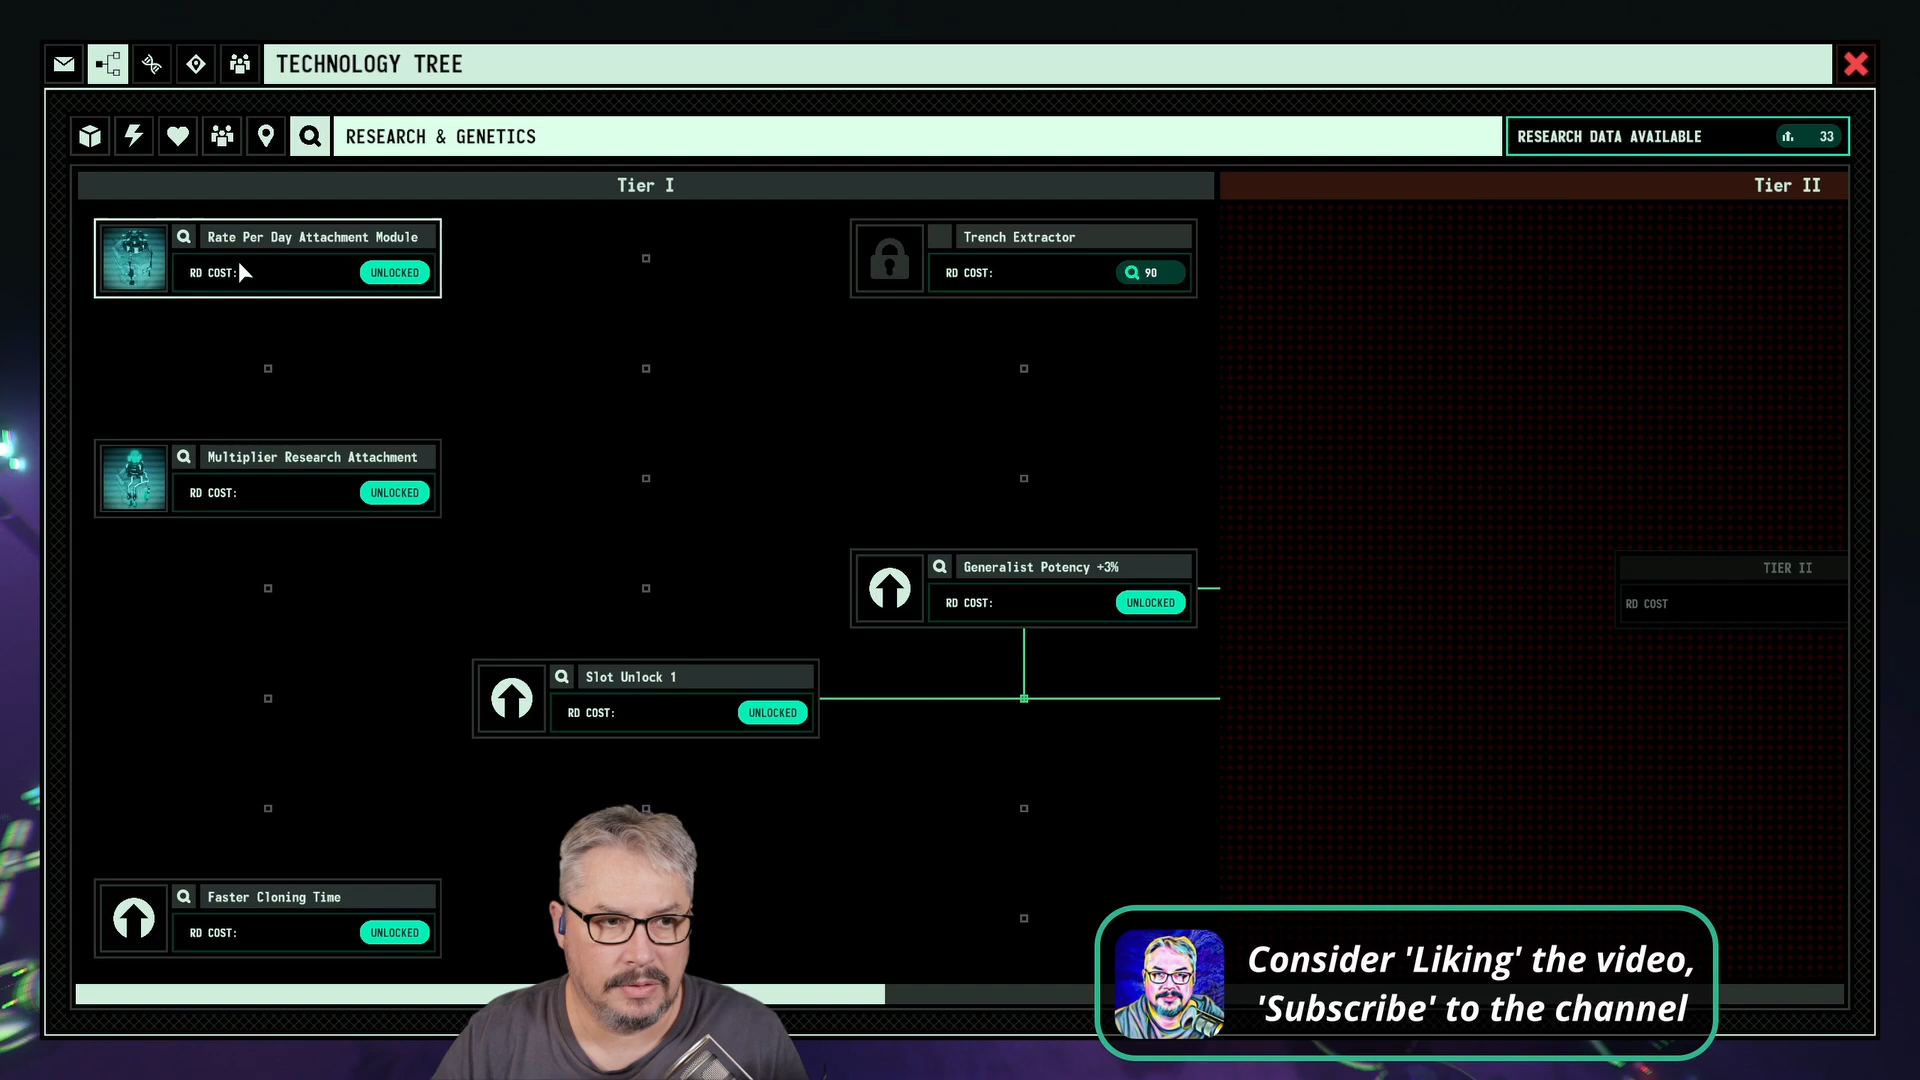 TECHNOLOGY TREE
RESEARCH & GENETICS
RESEARCH DATA AVAILABLE 33
Tier I
Tier II
Rate Per Day Attachment Module
RD COST: UNLOCKED
Trench Extractor
RD COST: 90
Multiplier Research Attachment
RD COST: UNLOCKED
Generalist Potency +3%
RD COST: UNLOCKED
TIER II
RD COST
Slot Unlock 1
RD COST: UNLOCKED
Faster Cloning Time
RD COST: UNLOCKED
Consider 'Liking' the video,
'Subscribe' to the channel